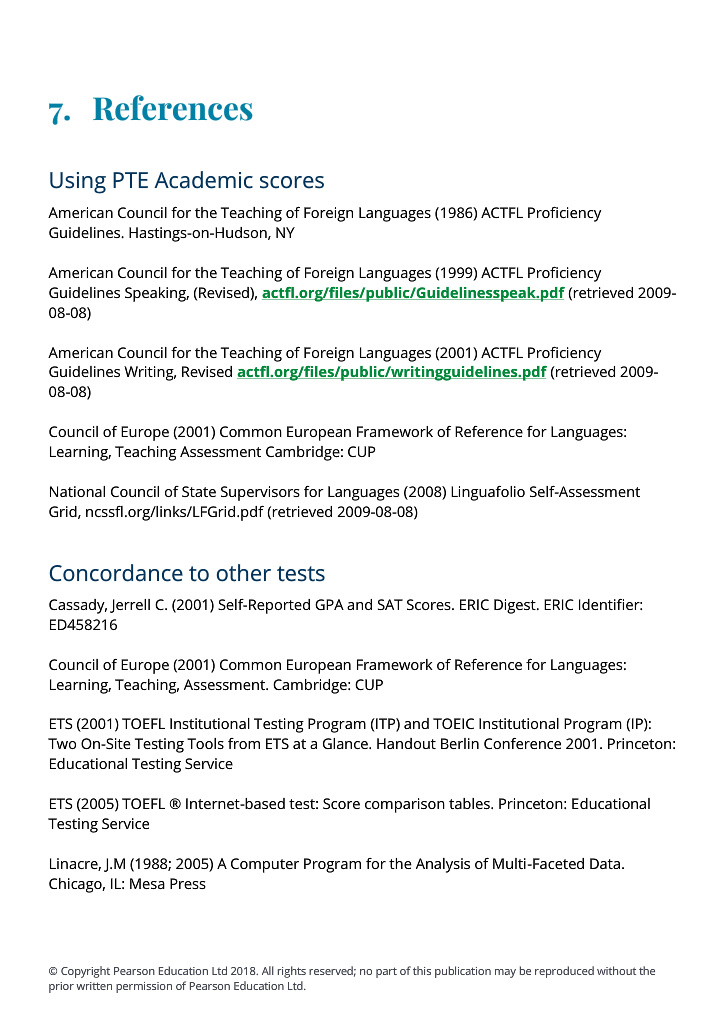 7. References
Using PTE Academic scores
American Council for the Teaching of Foreign Languages (1986) ACTFL Proficiency
Guidelines. Hastings-on-Hudson, NY
American Council for the Teaching of Foreign Languages (1999) ACTFL Proficiency
Guidelines Speaking, (Revised), actfl.org/files/public/Guidelinesspeak.pdf (retrieved 2009-
08-08)
American Council for the Teaching of Foreign Languages (2001) ACTFL Proficiency
Guidelines Writing, Revised actfl.org/files/public/writingguidelines.pdf (retrieved 2009-
08-08)
Council of Europe (2001) Common European Framework of Reference for Languages:
Learning, Teaching Assessment Cambridge: CUP
National Council of State Supervisors for Languages (2008) Linguafolio Self-Assessment
Grid, ncssfl.org/links/LFGrid.pdf (retrieved 2009-08-08)
Concordance to other tests
Cassady, Jerrell C. (2001) Self-Reported GPA and SAT Scores. ERIC Digest. ERIC Identifier:
ED458216
Council of Europe (2001) Common European Framework of Reference for Languages:
Learning, Teaching, Assessment. Cambridge: CUP
ETS (2001) TOEFL Institutional Testing Program (ITP) and TOEIC Institutional Program (IP):
Two On-Site Testing Tools from ETS at a Glance. Handout Berlin Conference 2001. Princeton:
Educational Testing Service
ETS (2005) TOEFL ® Internet-based test: Score comparison tables. Princeton: Educational
Testing Service
Linacre, J.M (1988; 2005) A Computer Program for the Analysis of Multi-Faceted Data.
Chicago, IL: Mesa Press
© Copyright Pearson Education Ltd 2018. All rights reserved; no part of this publication may be reproduced without the
prior written permission of Pearson Education Ltd.